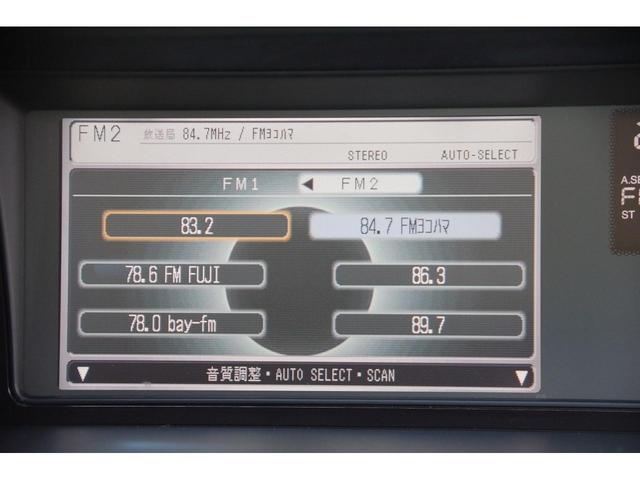 FM2 放送局 84.7MHz / FMヨコハマ
STEREO AUTO-SELECT
FM1 ◀ FM2
83.2 84.7 FMヨコハマ
78.6 FM FUJI 86.3
78.0 bay-fm 89.7
▼ 音質調整・AUTO SELECT・SCAN ▼
ST